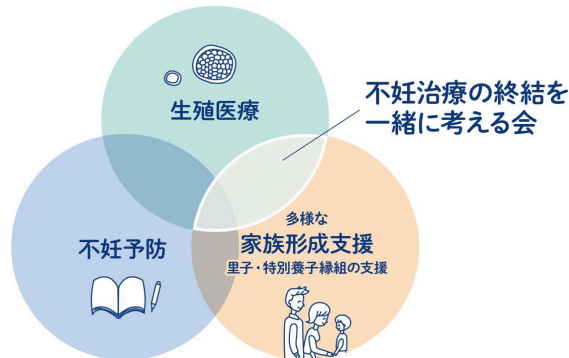 生殖医療
不妊治療の終結を
一緒に考える会
不妊予防
多様な
家族形成支援
里子・特別養子縁組の支援